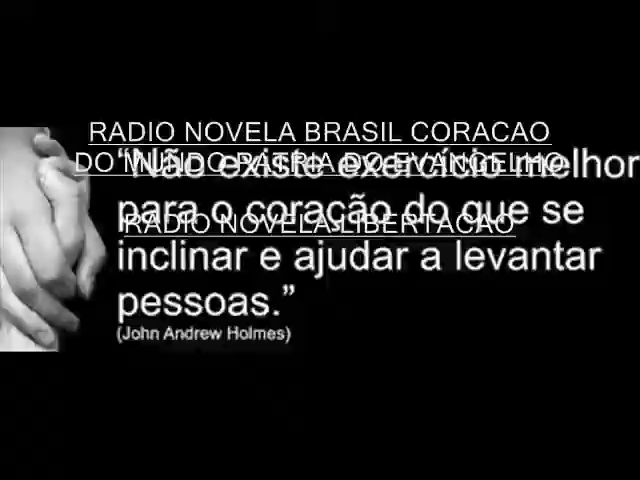 RADIO NOVELA BRASIL CORACAO
DO MUNDO PATRIA DO EVANGELHO
“Não existe exercício melhor
para o coração do que se
RADIO NOVELA LIBERTACAO
inclinar e ajudar a levantar
pessoas.”
(John Andrew Holmes)